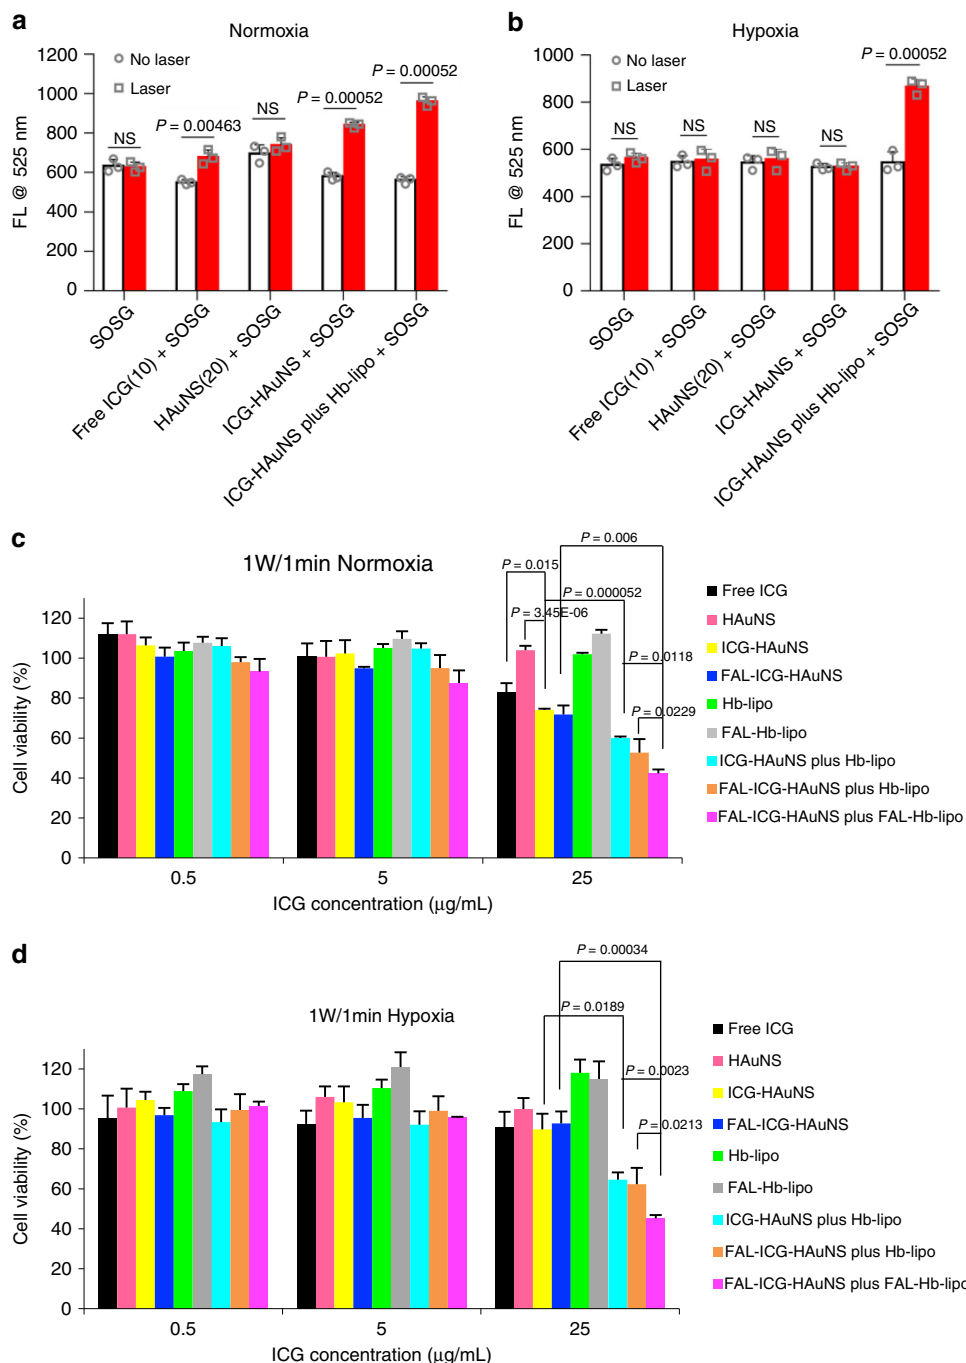 a
Normoxia
1200
1000
800
600
400
200
0
FL @ 525 nm
No laser
Laser
NS
P = 0.00463
NS
P = 0.00052
P = 0.00052
SOSG
Free ICG(10) + SOSG
HAuNS(20) + SOSG
ICG-HAuNS + SOSG
ICG-HAuNS plus Hb-lipo + SOSG
b
Hypoxia
1000
800
600
400
200
0
FL @ 525 nm
No laser
Laser
NS
NS
NS
NS
P = 0.00052
SOSG
Free ICG(10) + SOSG
HAuNS(20) + SOSG
ICG-HAuNS + SOSG
ICG-HAuNS plus Hb-lipo + SOSG
c
1W/1min Normoxia
P = 0.006
P = 0.015
P = 0.000052
P = 3.45E-06
P = 0.0118
P = 0.0229
120
100
80
60
40
20
0
Cell viability (%)
0.5
5
25
ICG concentration (μg/mL)
Free ICG
HAuNS
ICG-HAuNS
FAL-ICG-HAuNS
Hb-lipo
FAL-Hb-lipo
ICG-HAuNS plus Hb-lipo
FAL-ICG-HAuNS plus Hb-lipo
FAL-ICG-HAuNS plus FAL-Hb-lipo
d
1W/1min Hypoxia
P = 0.00034
P = 0.0189
P = 0.0023
P = 0.0213
120
100
80
60
40
20
0
Cell viability (%)
0.5
5
25
ICG concentration (μg/mL)
Free ICG
HAuNS
ICG-HAuNS
FAL-ICG-HAuNS
Hb-lipo
FAL-Hb-lipo
ICG-HAuNS plus Hb-lipo
FAL-ICG-HAuNS plus Hb-lipo
FAL-ICG-HAuNS plus FAL-Hb-lipo